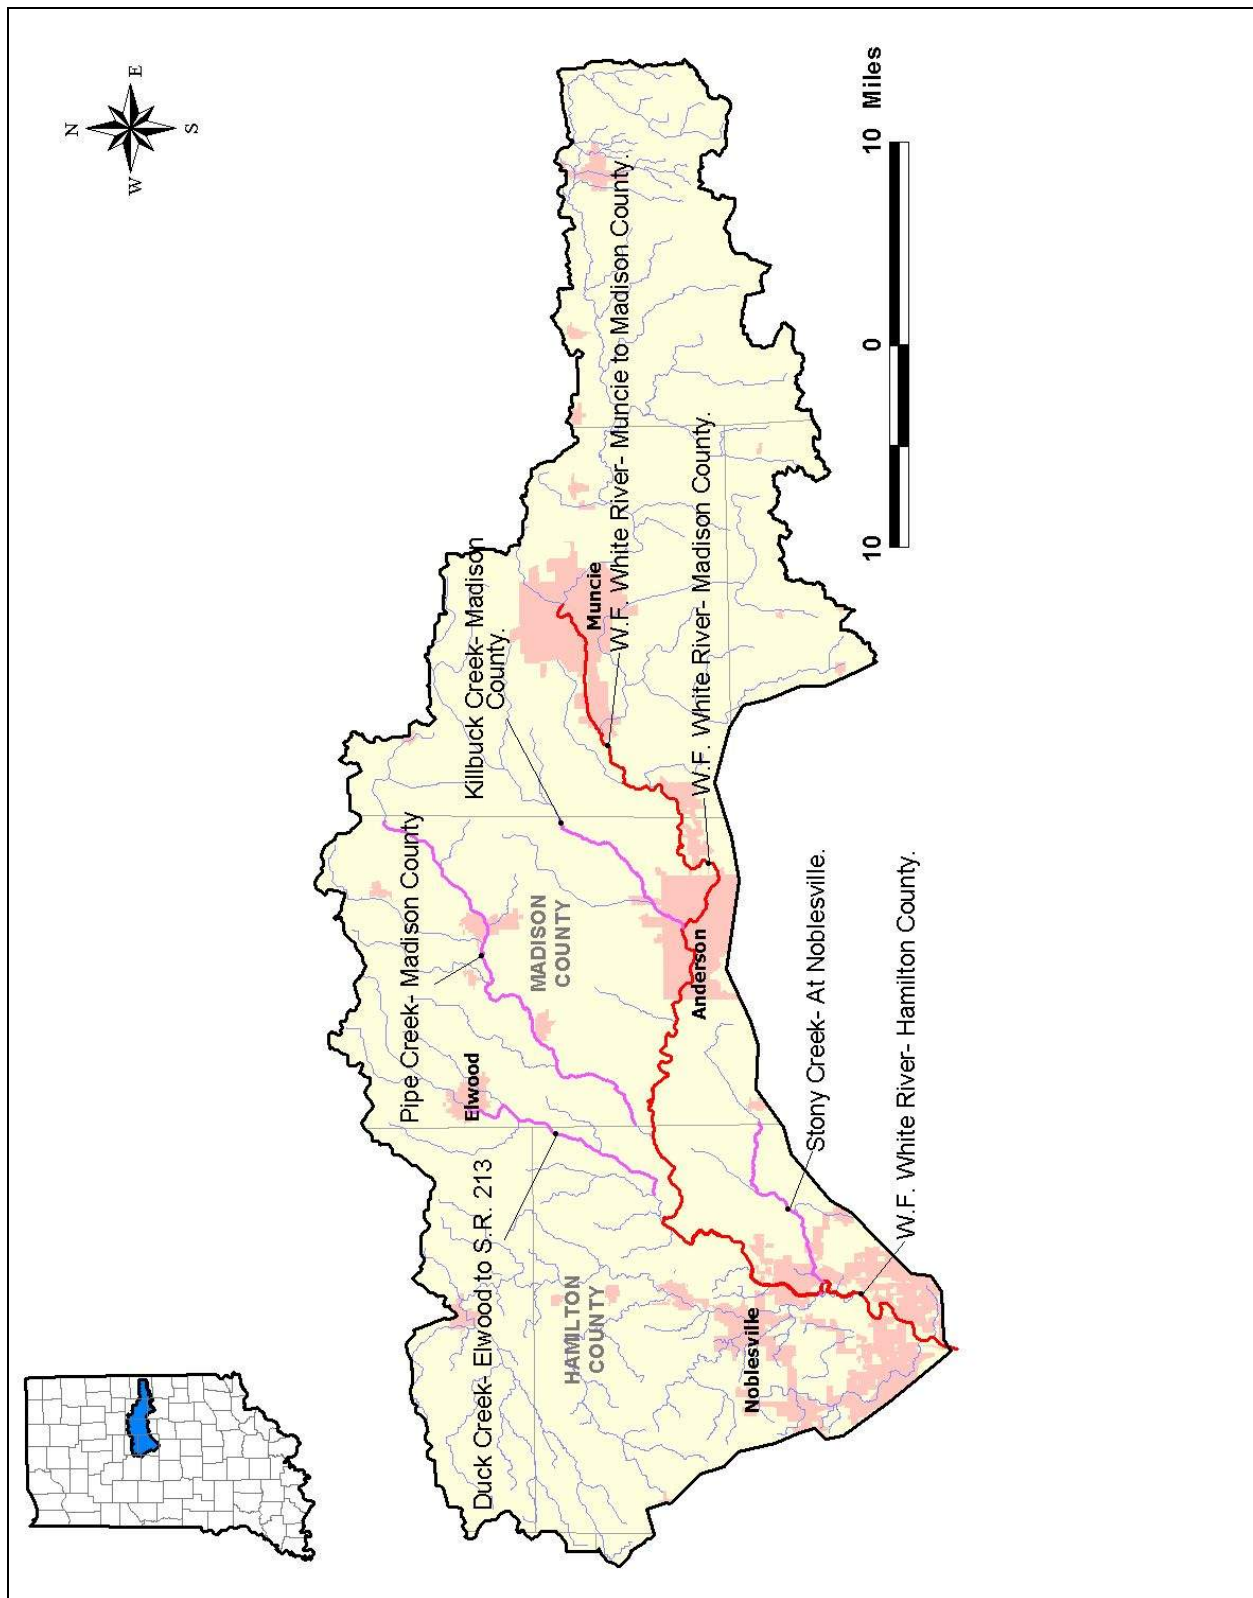 N
W
E
S
Killbuck Creek- Madison
County.
Pipe Creek- Madison County
Duck Creek- Elwood to S.R. 213
Elwood
MADISON
COUNTY
HAMILTON
COUNTY
Muncie
W.F. White River- Muncie to Madison County.
W.F. White River- Madison County.
Anderson
Noblesville
Stony Creek- At Noblesville.
W.F. White River- Hamilton County.
10 0 10 Miles